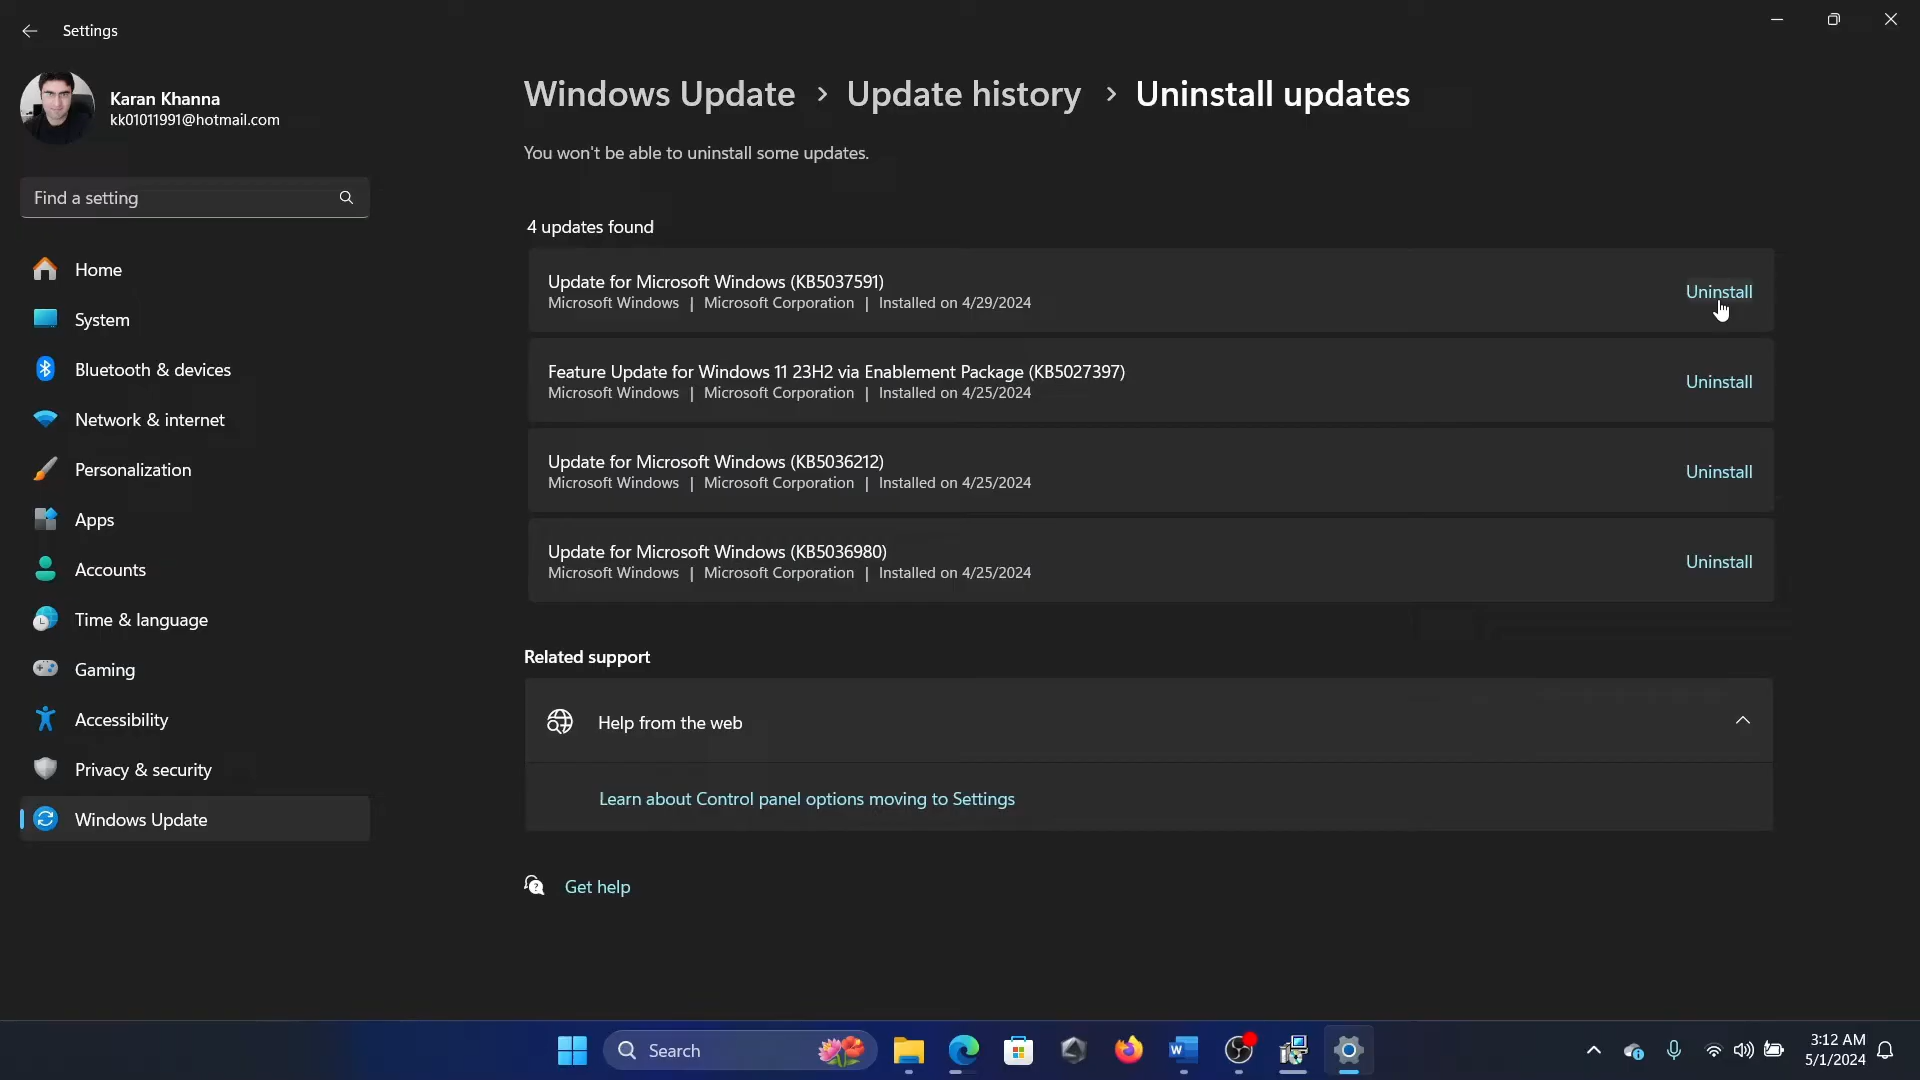 Settings
Karan Khanna
kk01011991@hotmail.com
Find a setting
Home
System
Bluetooth & devices
Network & internet
Personalization
Apps
Accounts
Time & language
Gaming
Accessibility
Privacy & security
Windows Update
Windows Update > Update history > Uninstall updates
You won't be able to uninstall some updates.
4 updates found
Update for Microsoft Windows (KB5037591)
Microsoft Windows | Microsoft Corporation | Installed on 4/29/2024
Uninstall
Feature Update for Windows 11 23H2 via Enablement Package (KB5027397)
Microsoft Windows | Microsoft Corporation | Installed on 4/25/2024
Uninstall
Update for Microsoft Windows (KB5036212)
Microsoft Windows | Microsoft Corporation | Installed on 4/25/2024
Uninstall
Update for Microsoft Windows (KB5036980)
Microsoft Windows | Microsoft Corporation | Installed on 4/25/2024
Uninstall
Related support
Help from the web
Learn about Control panel options moving to Settings
Get help
Search
3:12 AM
5/1/2024